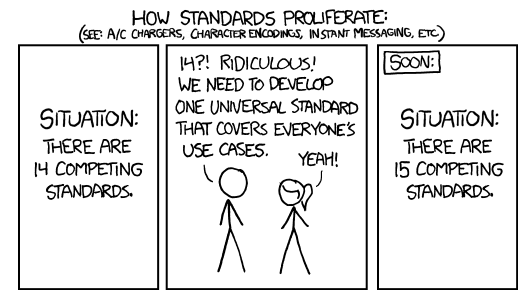 HOW STANDARDS PROLIFERATE:
(SEE: A/C CHARGERS, CHARACTER ENCODINGS, INSTANT MESSAGING, ETC.)
SITUATION:
THERE ARE
14 COMPETING
STANDARDS.
14?! RIDICULOUS!
WE NEED TO DEVELOP
ONE UNIVERSAL STANDARD
THAT COVERS EVERYONE'S
USE CASES.
YEAH!
SOON:
SITUATION:
THERE ARE
15 COMPETING
STANDARDS.